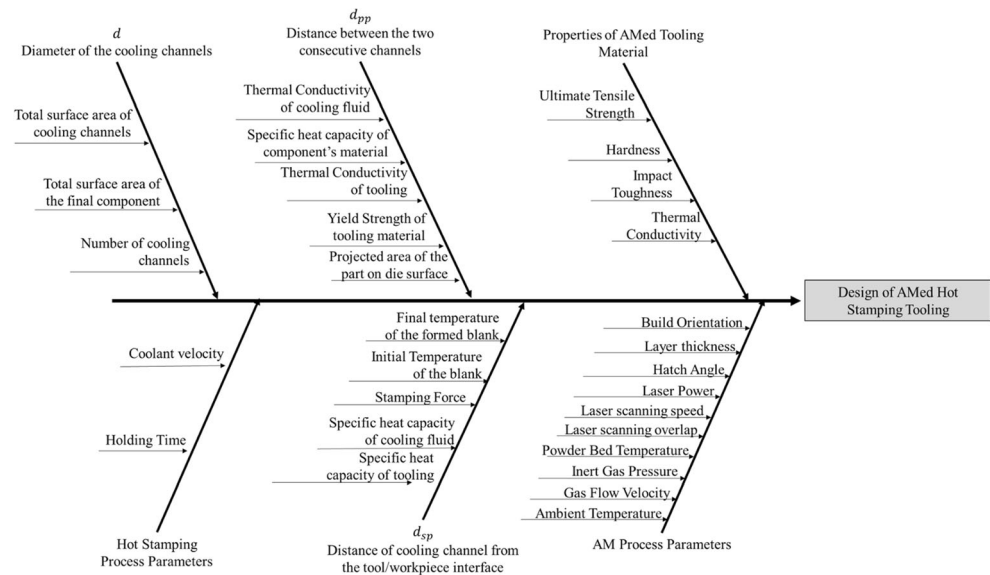 d
Diameter of the cooling channels
Total surface area of
cooling channels
Total surface area of
the final component
Number of cooling
channels
d_pp
Distance between the two
consecutive channels
Thermal Conductivity
of cooling fluid
Specific heat capacity of
component's material
Thermal Conductivity
of tooling
Yield Strength of
tooling material
Projected area of the
part on die surface
Properties of AMed Tooling
Material
Ultimate Tensile
Strength
Hardness
Impact
Toughness
Thermal
Conductivity
Design of AMed Hot
Stamping Tooling
Coolant velocity
Holding Time
Hot Stamping
Process Parameters
Final temperature
of the formed blank
Initial Temperature
of the blank
Stamping Force
Specific heat capacity
of cooling fluid
Specific heat
capacity of tooling
d_sp
Distance of cooling channel from
the tool/workpiece interface
Build Orientation
Layer thickness
Hatch Angle
Laser Power
Laser scanning speed
Laser scanning overlap
Powder Bed Temperature
Inert Gas Pressure
Gas Flow Velocity
Ambient Temperature
AM Process Parameters